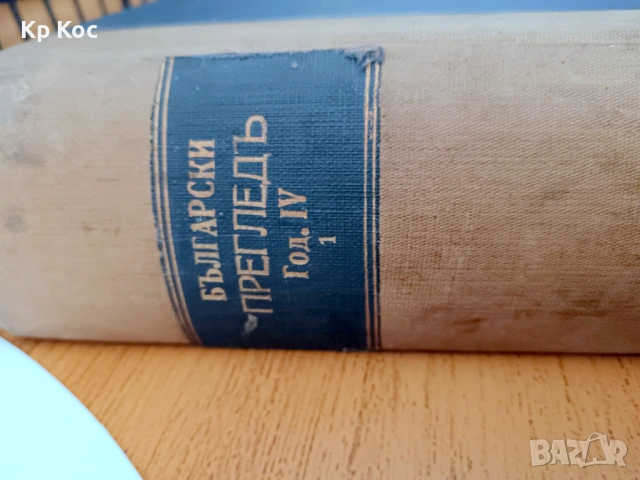 Кр Кос
БЪЛГАРСКИ
ПРЕГЛЕДЪ
Год. IV
1
BAZAR